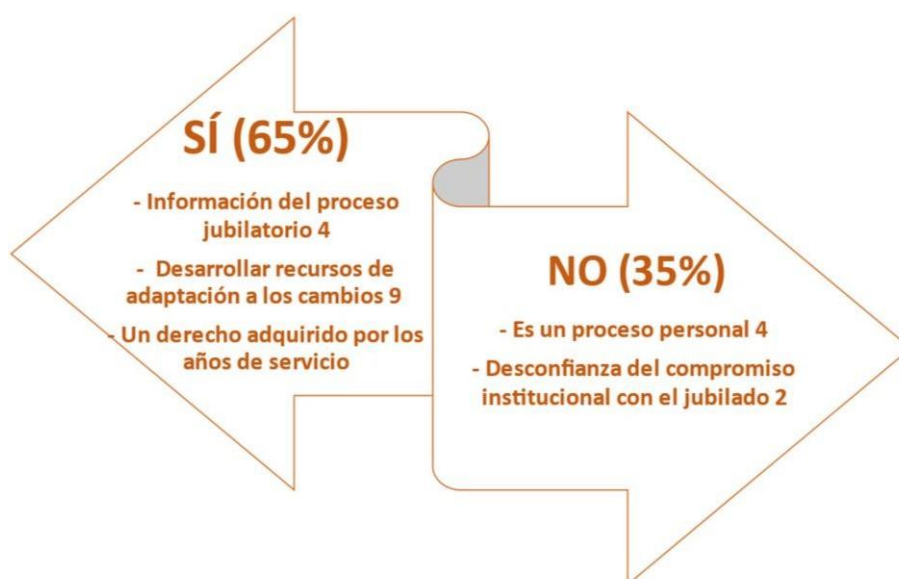 SÍ (65%)
- Información del proceso
jubilatorio 4
- Desarrollar recursos de
adaptación a los cambios 9
- Un derecho adquirido por los
años de servicio
NO (35%)
- Es un proceso personal 4
- Desconfianza del compromiso
institucional con el jubilado 2